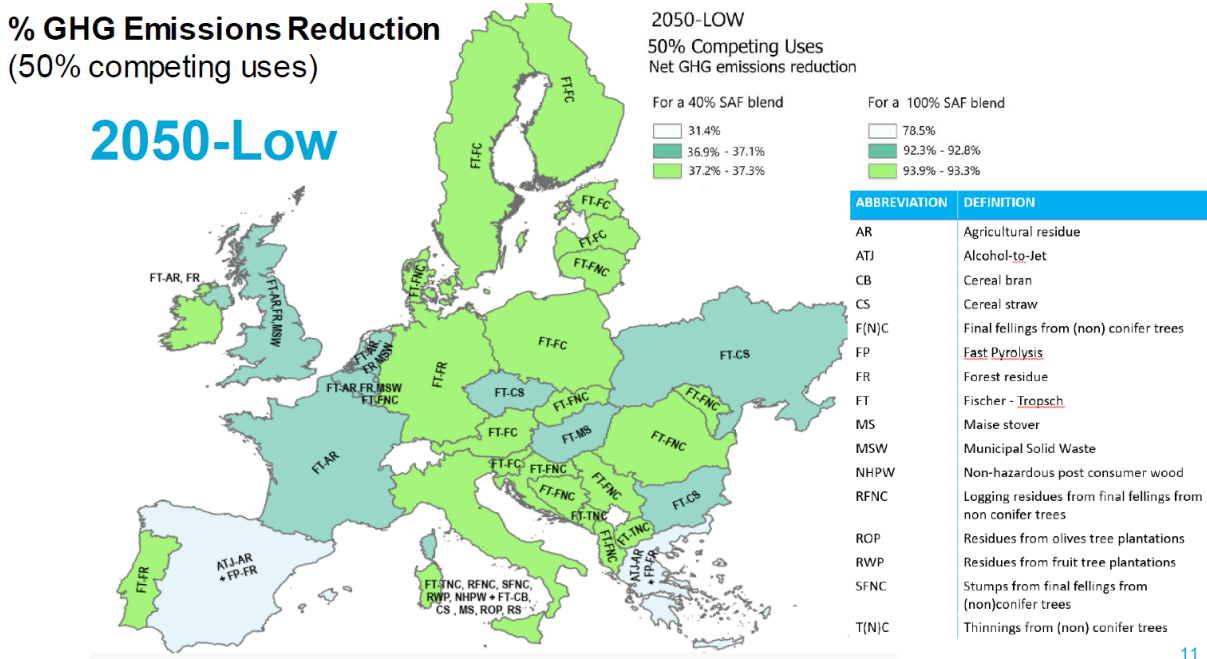 % GHG Emissions Reduction
(50% competing uses)
2050-Low
2050-LOW
50% Competing Uses
Net GHG emissions reduction
For a 40% SAF blend
31.4%
36.9% - 37.1%
37.2% - 37.3%
For a 100% SAF blend
78.5%
92.3% - 92.8%
93.9% - 93.3%
FT-FC
FT-FC
FT-FC
FT-FC
FT-FNC
FT-FNC
FT-AR, FR
FT-AR,FR,MSW
FT-AR,
FR,MSW
FT-AR,FR,MSW
FT-FNC
FT-FR
FT-FC
FT-CS
FT-CS
FT-FNC
FT-FNC
FT-FC
FT-MS
FT-FNC
FT-AR
FT-FC
FT-FNC
FT-FNC
FT-FNC
FT-CS
FT-TNC
FT-TNC
FT-FNC
ATJ-AR
+ FP-FR
FT-FR
ATJ-AR
+ FP-FR
FT-TNC, RFNC, SFNC,
RWP, NHPW + FT-CB,
CS , MS, ROP, RS
ABBREVIATION DEFINITION
AR Agricultural residue
ATJ Alcohol-to-Jet
CB Cereal bran
CS Cereal straw
F(N)C Final fellings from (non) conifer trees
FP Fast Pyrolysis
FR Forest residue
FT Fischer - Tropsch
MS Maise stover
MSW Municipal Solid Waste
NHPW Non-hazardous post consumer wood
RFNC Logging residues from final fellings from
non conifer trees
ROP Residues from olives tree plantations
RWP Residues from fruit tree plantations
SFNC Stumps from final fellings from
(non)conifer trees
T(N)C Thinnings from (non) conifer trees
11